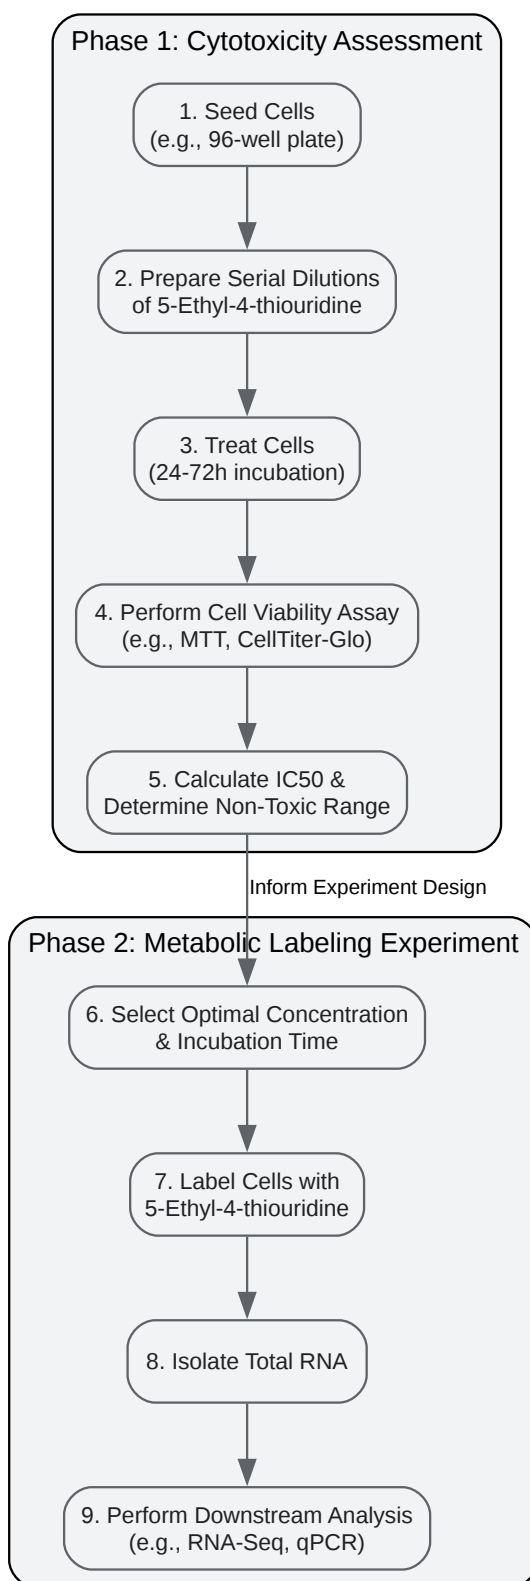 Phase 1: Cytotoxicity Assessment
1. Seed Cells
(e.g., 96-well plate)
2. Prepare Serial Dilutions
of 5-Ethyl-4-thiouridine
3. Treat Cells
(24-72h incubation)
4. Perform Cell Viability Assay
(e.g., MTT, CellTiter-Glo)
5. Calculate IC50 &
Determine Non-Toxic Range
Inform Experiment Design
Phase 2: Metabolic Labeling Experiment
6. Select Optimal Concentration
& Incubation Time
7. Label Cells with
5-Ethyl-4-thiouridine
8. Isolate Total RNA
9. Perform Downstream Analysis
(e.g., RNA-Seq, qPCR)